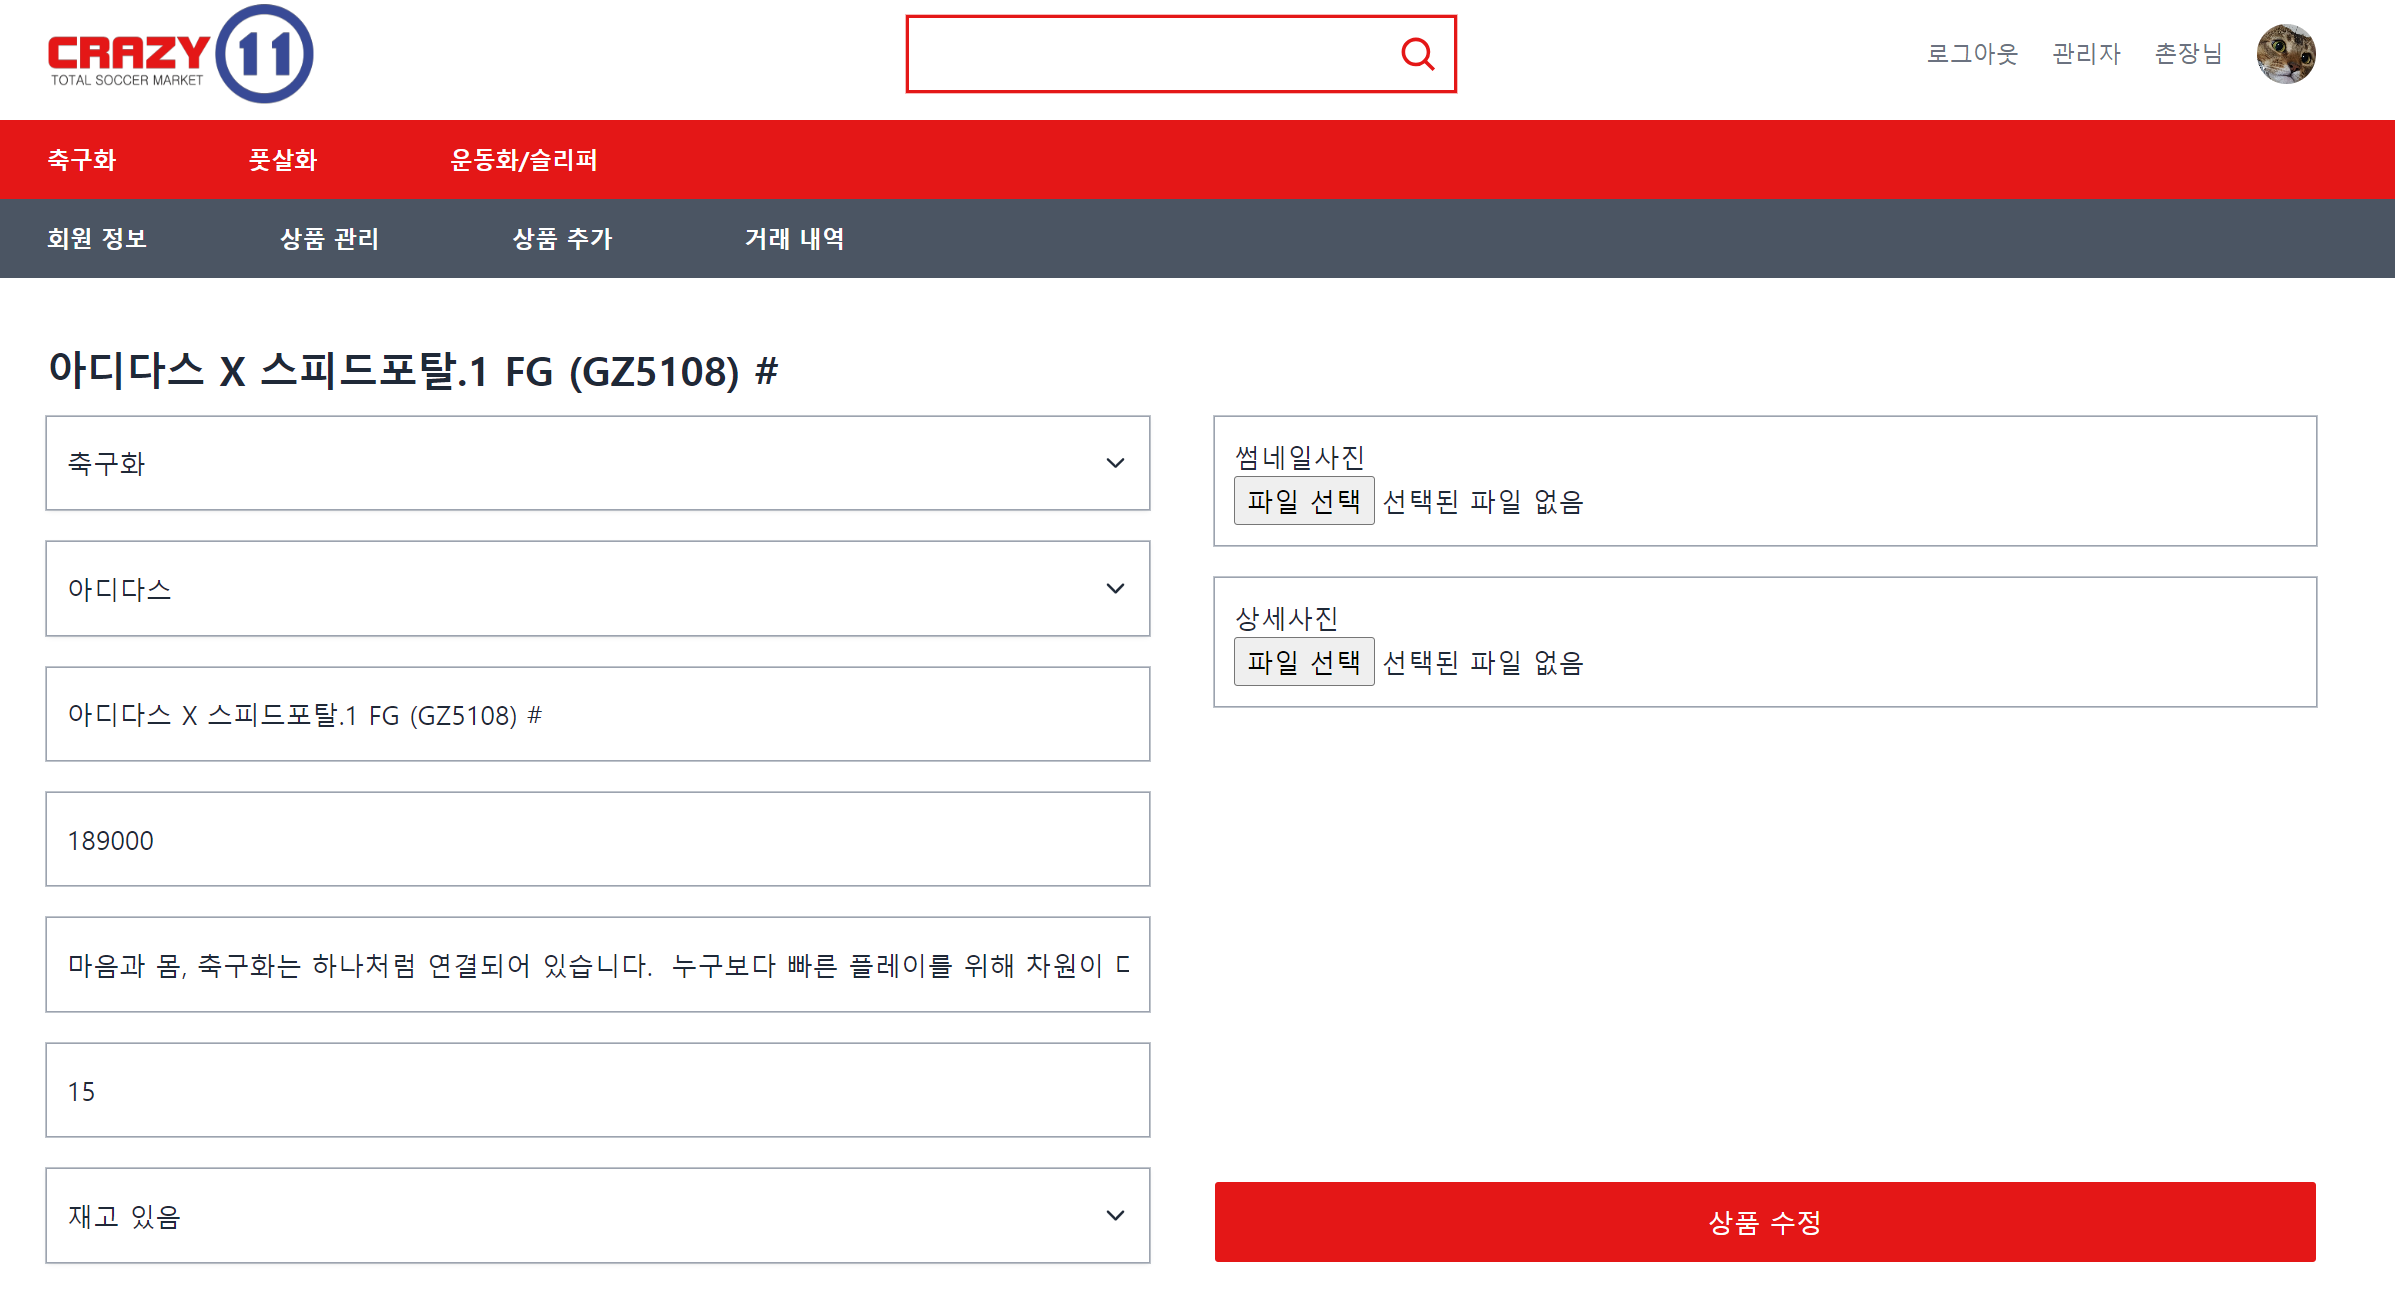 CRAZY 11
TOTAL SOCCER MARKET
로그아웃 관리자 촌장님
축구화 풋살화 운동화/슬리퍼
회원 정보 상품 관리 상품 추가 거래 내역
아디다스 X 스피드포탈.1 FG (GZ5108) #
축구화
아디다스
아디다스 X 스피드포탈.1 FG (GZ5108) #
189000
마음과 몸, 축구화는 하나처럼 연결되어 있습니다. 누구보다 빠른 플레이를 위해 차원이
15
재고 있음
썸네일사진
파일 선택 선택된 파일 없음
상세사진
파일 선택 선택된 파일 없음
상품 수정